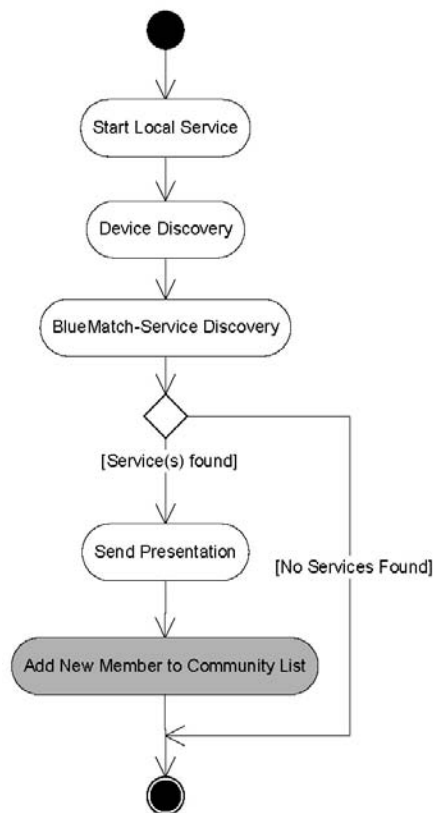 Start Local Service
Device Discovery
BlueMatch-Service Discovery
[Service(s) found]
Send Presentation
[No Services Found]
Add New Member to Community List